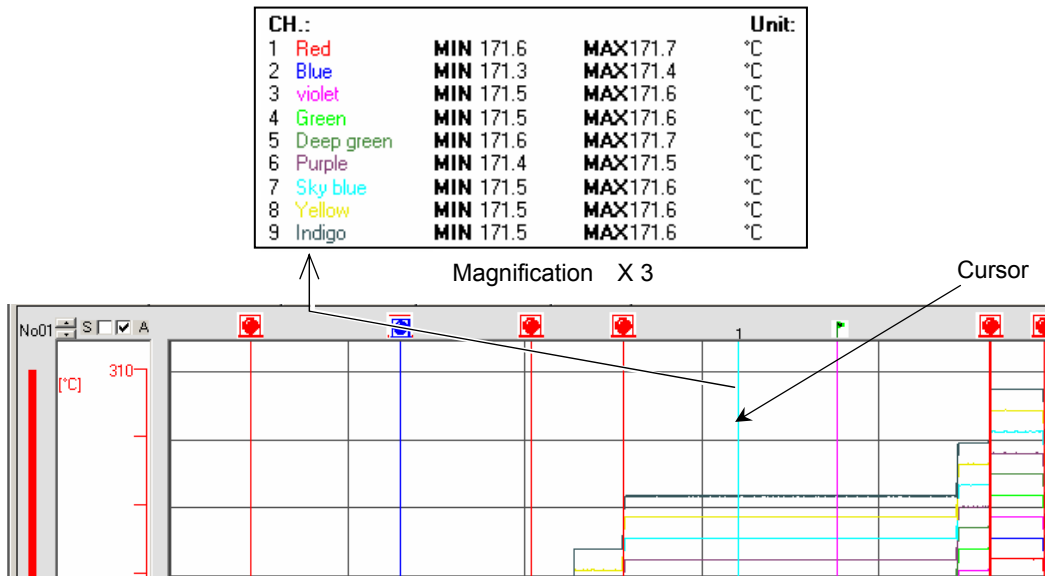 CH.: Unit:
1 Red MIN 171.6 MAX171.7 °C
2 Blue MIN 171.3 MAX171.4 °C
3 violet MIN 171.5 MAX171.6 °C
4 Green MIN 171.5 MAX171.6 °C
5 Deep green MIN 171.6 MAX171.7 °C
6 Purple MIN 171.4 MAX171.5 °C
7 Sky blue MIN 171.5 MAX171.6 °C
8 Yellow MIN 171.5 MAX171.6 °C
9 Indigo MIN 171.5 MAX171.6 °C
Magnification X 3
Cursor
No01 S A
1
310
[°C]